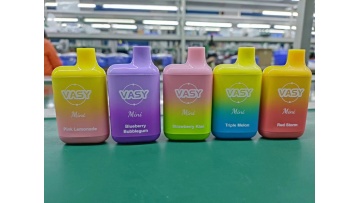 VASY
Mini
Pink Lemonade
VASY
Mini
Blueberry
Bubblegum
VASY
Mini
Strawberry Kiwi
VASY
Mini
Triple Melon
VASY
Mini